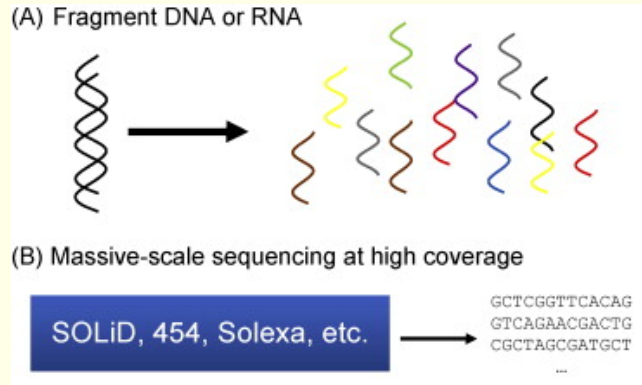 (A) Fragment DNA or RNA
(B) Massive-scale sequencing at high coverage
SOLiD, 454, Solexa, etc.
GCTCGGTTCACAG
GTCAGAACGACTG
CGCTAGCGATGCT
...